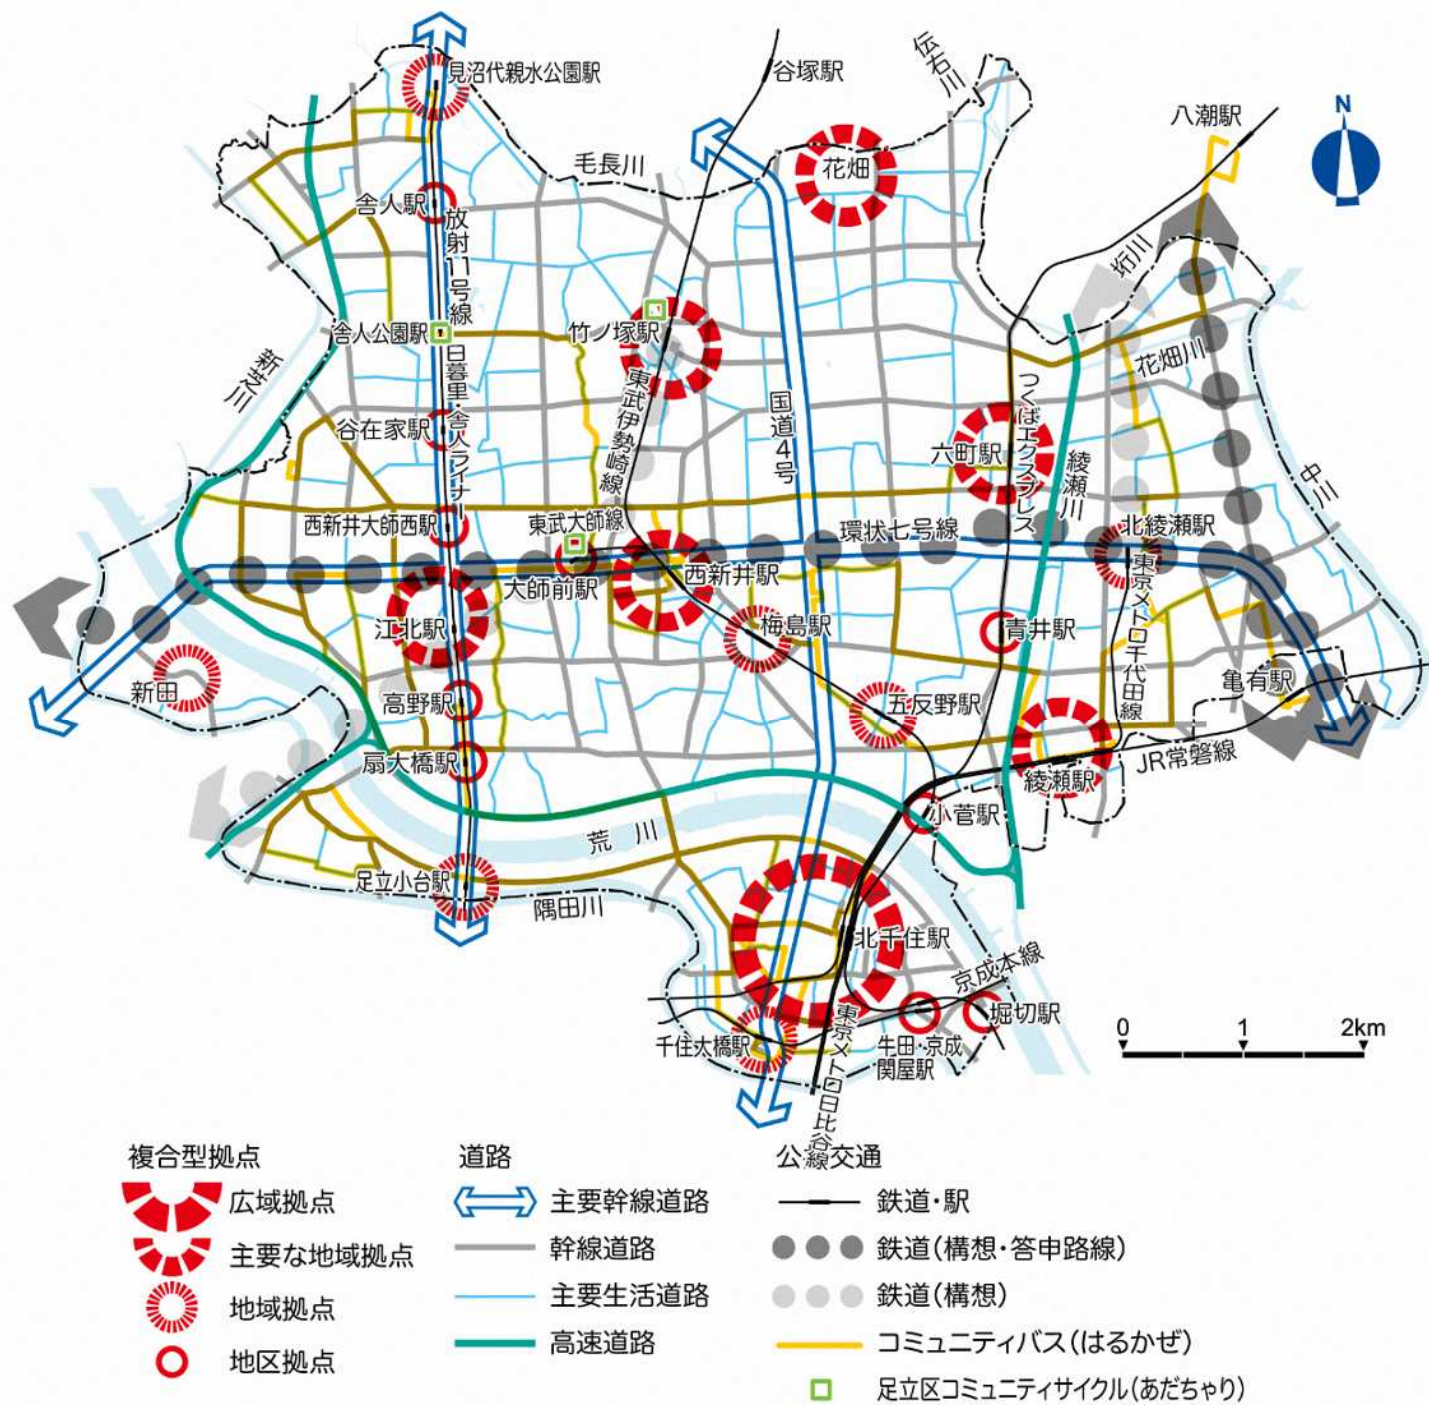 見沼代親水公園駅
谷塚駅
伝右川
八潮駅
N
毛長川
花畑
舎人駅
放射11号線
垳川
舎人公園駅
竹ノ塚駅
日暮里・舎人ライナー
新芝川
東武伊勢崎線
国道4号
つくばエクスプレス
花畑川
谷在家駅
六町駅
綾瀬川
中川
西新井大師西駅
東武大師線
環状七号線
北綾瀬駅
大師前駅
西新井駅
東京メトロ千代田線
江北駅
梅島駅
青井駅
新田
高野駅
五反野駅
亀有駅
扇大橋駅
綾瀬駅
JR常磐線
荒川
小菅駅
足立小台駅
隅田川
北千住駅
京成本線
千住大橋駅
東京メトロ日比谷線
牛田・京成
関屋駅
堀切駅
0 1 2km
複合型拠点
広域拠点
主要な地域拠点
地域拠点
地区拠点
道路
主要幹線道路
幹線道路
主要生活道路
高速道路
公共交通
鉄道・駅
鉄道(構想・答申路線)
鉄道(構想)
コミュニティバス(はるかぜ)
足立区コミュニティサイクル(あだちゃり)